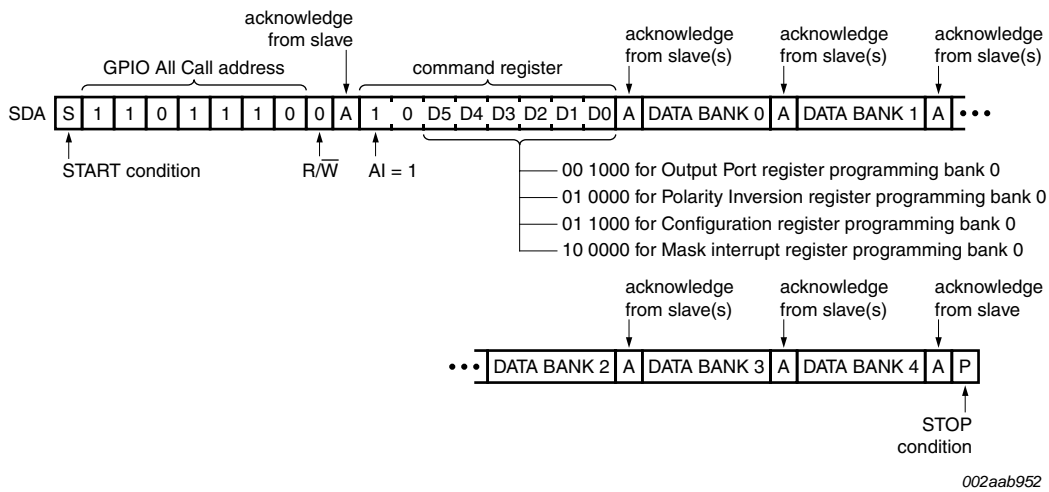 acknowledge
from slave
acknowledge
from slave(s)
acknowledge
from slave(s)
acknowledge
from slave(s)
GPIO All Call address
command register
SDA S 1 1 0 1 1 1 0 0 A 1 0 D5 D4 D3 D2 D1 D0 A DATA BANK 0 A DATA BANK 1 A •••
START condition
R/W̅
AI = 1
00 1000 for Output Port register programming bank 0
01 0000 for Polarity Inversion register programming bank 0
01 1000 for Configuration register programming bank 0
10 0000 for Mask interrupt register programming bank 0
acknowledge
from slave(s)
acknowledge
from slave(s)
acknowledge
from slave
••• DATA BANK 2 A DATA BANK 3 A DATA BANK 4 A P
STOP
condition
002aab952